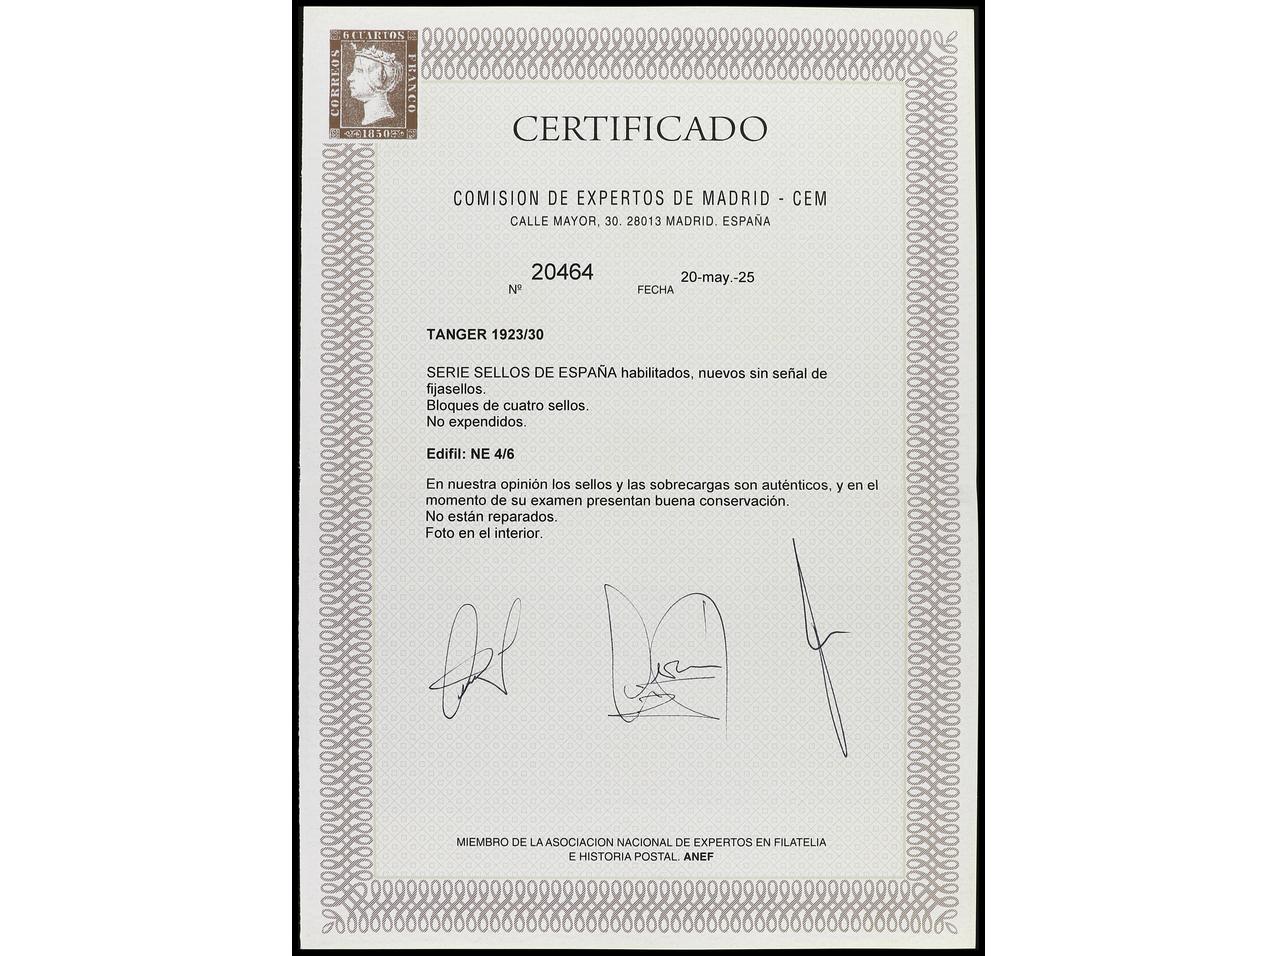 6 CUARTOS
CORREOS
FRANCO
1850
CERTIFICADO
COMISION DE EXPERTOS DE MADRID - CEM
CALLE MAYOR, 30. 28013 MADRID. ESPAÑA
Nº 20464 FECHA 20-may.-25
TANGER 1923/30
SERIE SELLOS DE ESPAÑA habilitados, nuevos sin señal de
fijasellos.
Bloques de cuatro sellos.
No expendidos.
Edifil: NE 4/6
En nuestra opinión los sellos y las sobrecargas son auténticos, y en el
momento de su examen presentan buena conservación.
No están reparados.
Foto en el interior.
MIEMBRO DE LA ASOCIACION NACIONAL DE EXPERTOS EN FILATELIA
E HISTORIA POSTAL. ANEF